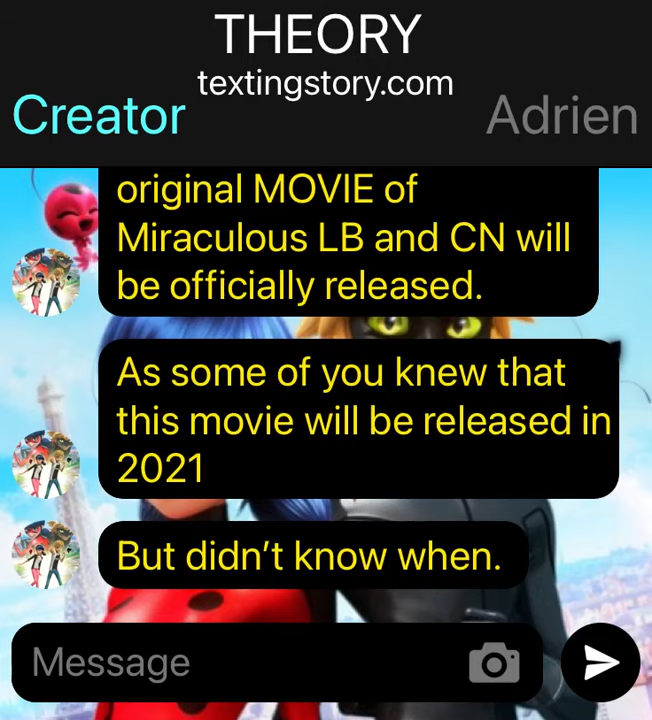 THEORY
textingstory.com
Creator
Adrien
original MOVIE of
Miraculous LB and CN will
be officially released.
As some of you knew that
this movie will be released in
2021
But didn’t know when.
Message